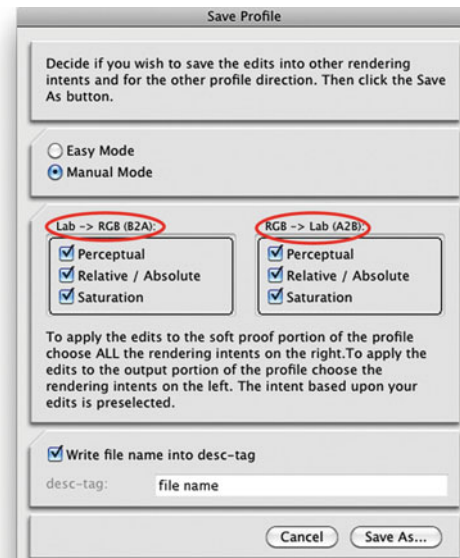 Save Profile
Decide if you wish to save the edits into other rendering
intents and for the other profile direction. Then click the Save
As button.
Easy Mode
Manual Mode
Lab -> RGB (B2A):
RGB -> Lab (A2B):
Perceptual
Perceptual
Relative / Absolute
Relative / Absolute
Saturation
Saturation
To apply the edits to the soft proof portion of the profile
choose ALL the rendering intents on the right.To apply the
edits to the output portion of the profile choose the
rendering intents on the left. The intent based upon your
edits is preselected.
Write file name into desc-tag
desc-tag: file name
Cancel Save As...